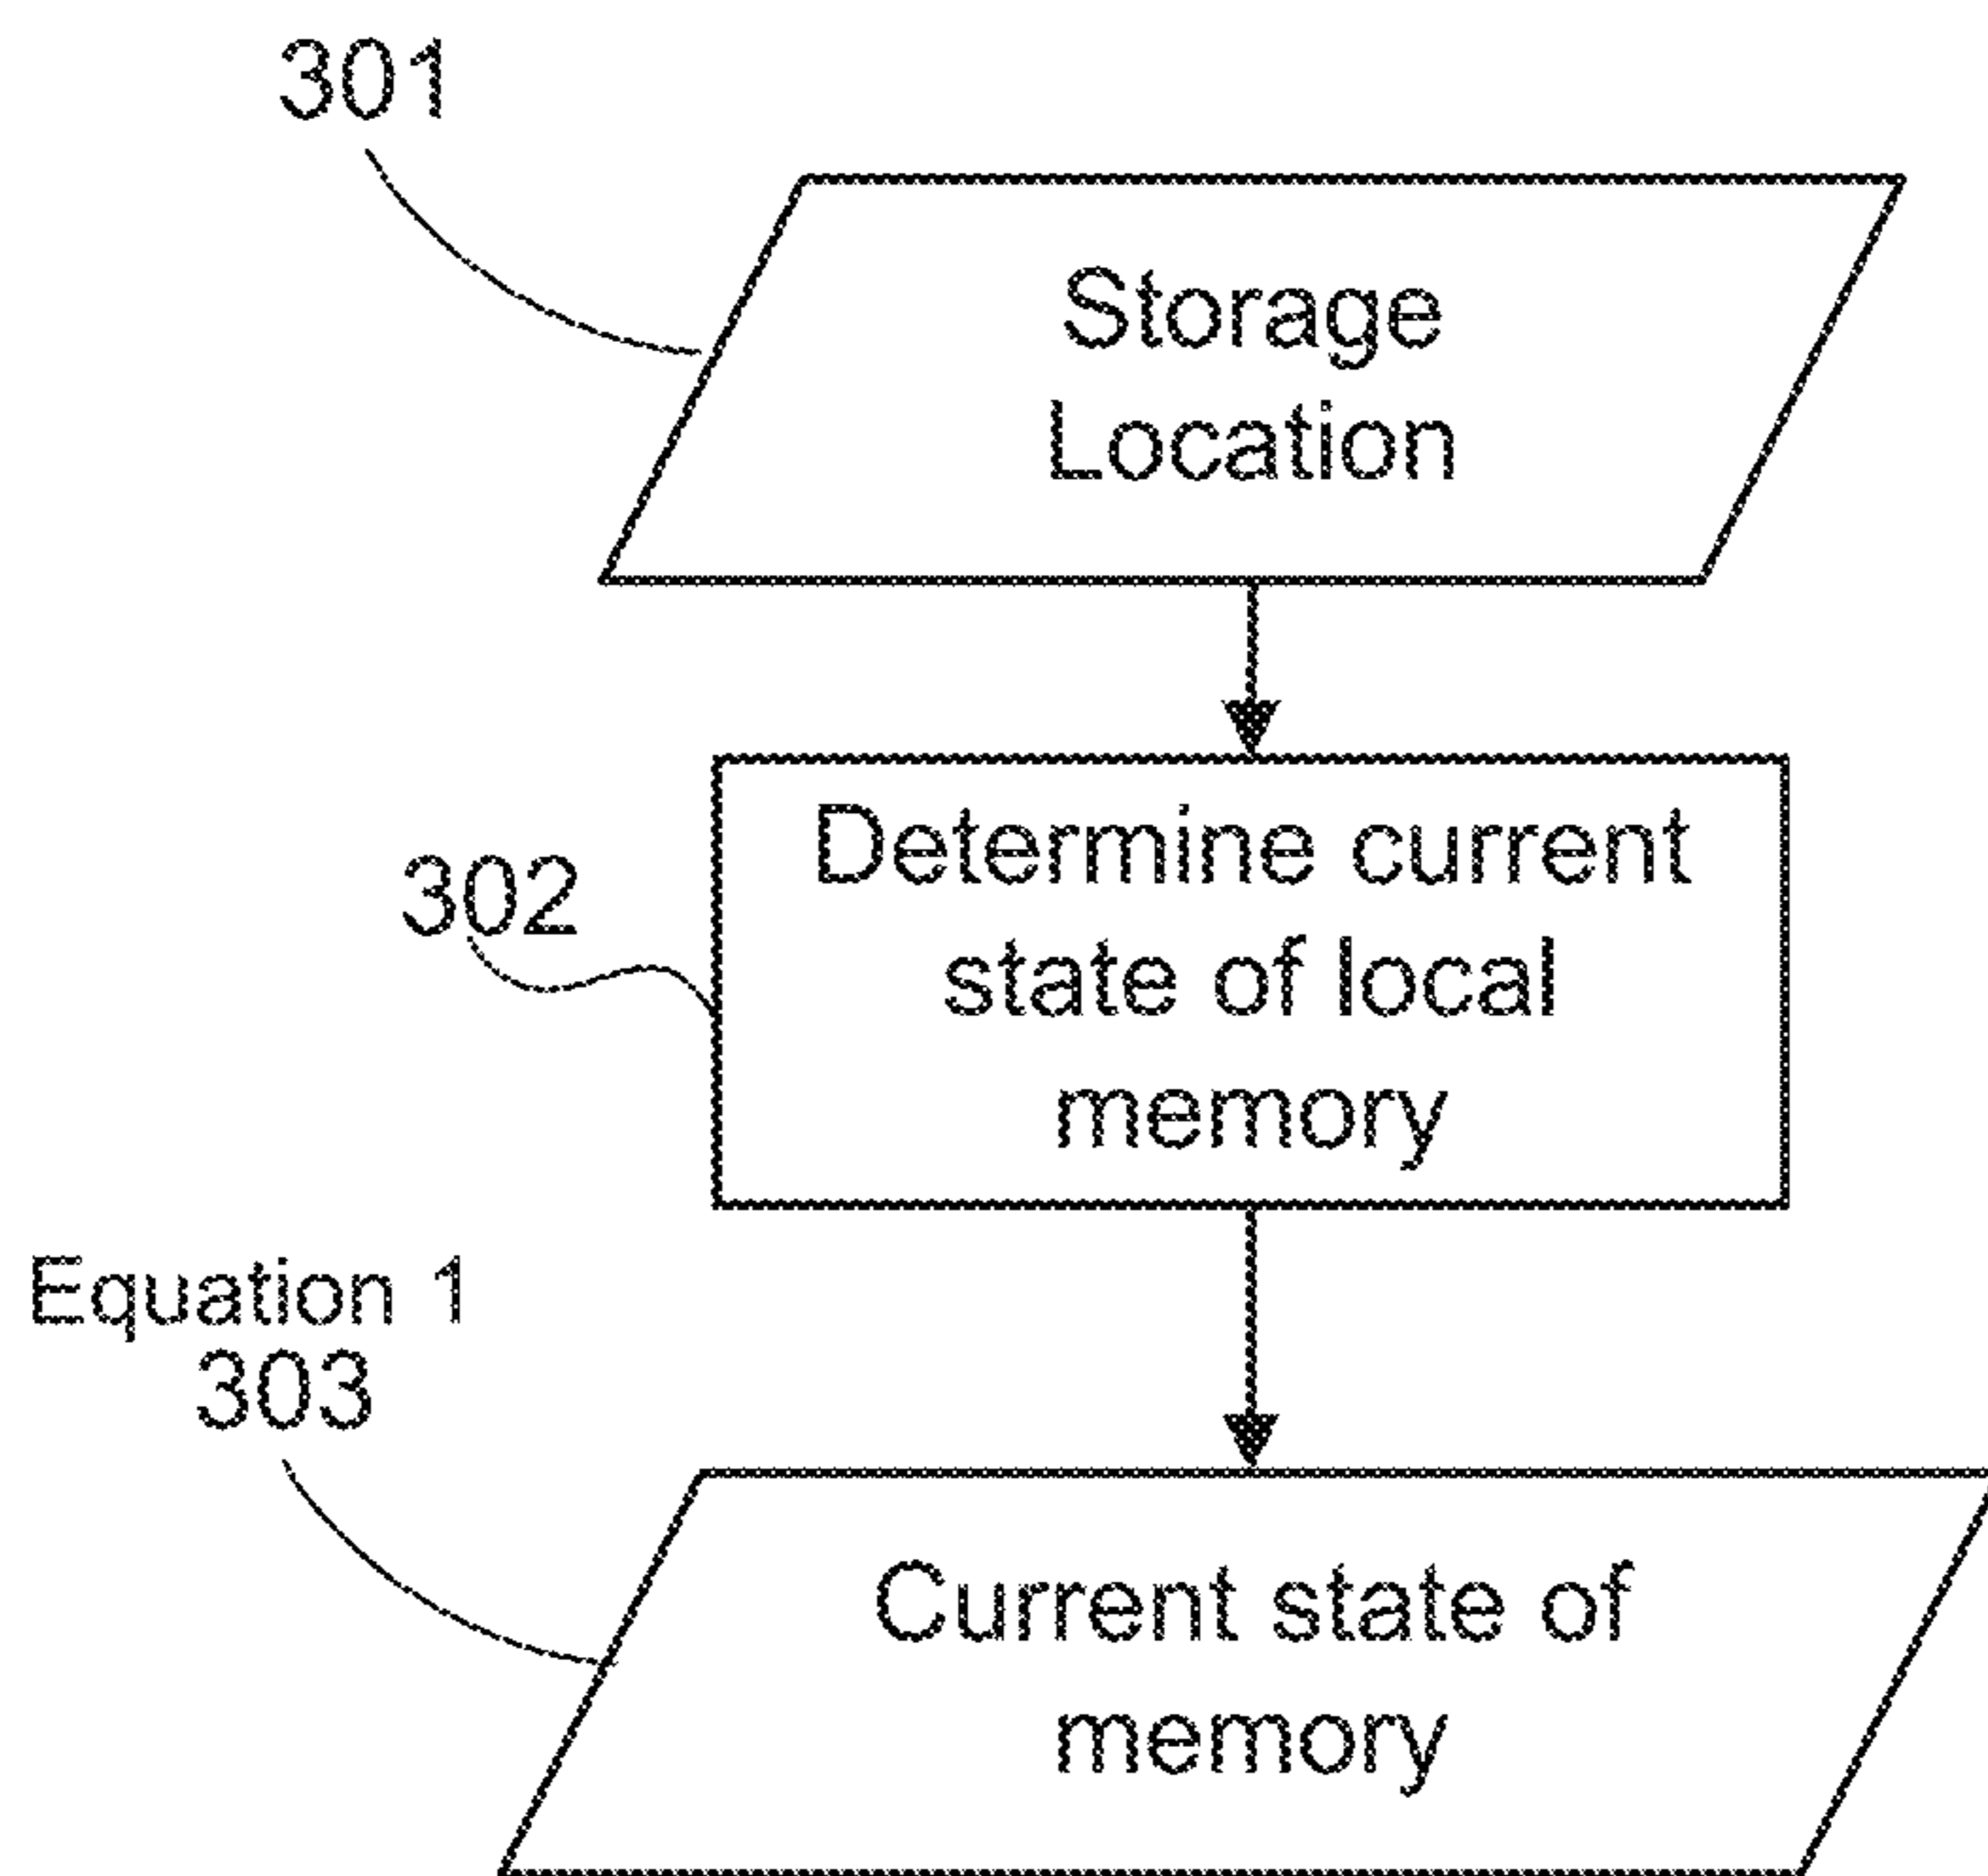 301
Storage
Location
302
Determine current
state of local
memory
Equation 1
303
Current state of
memory